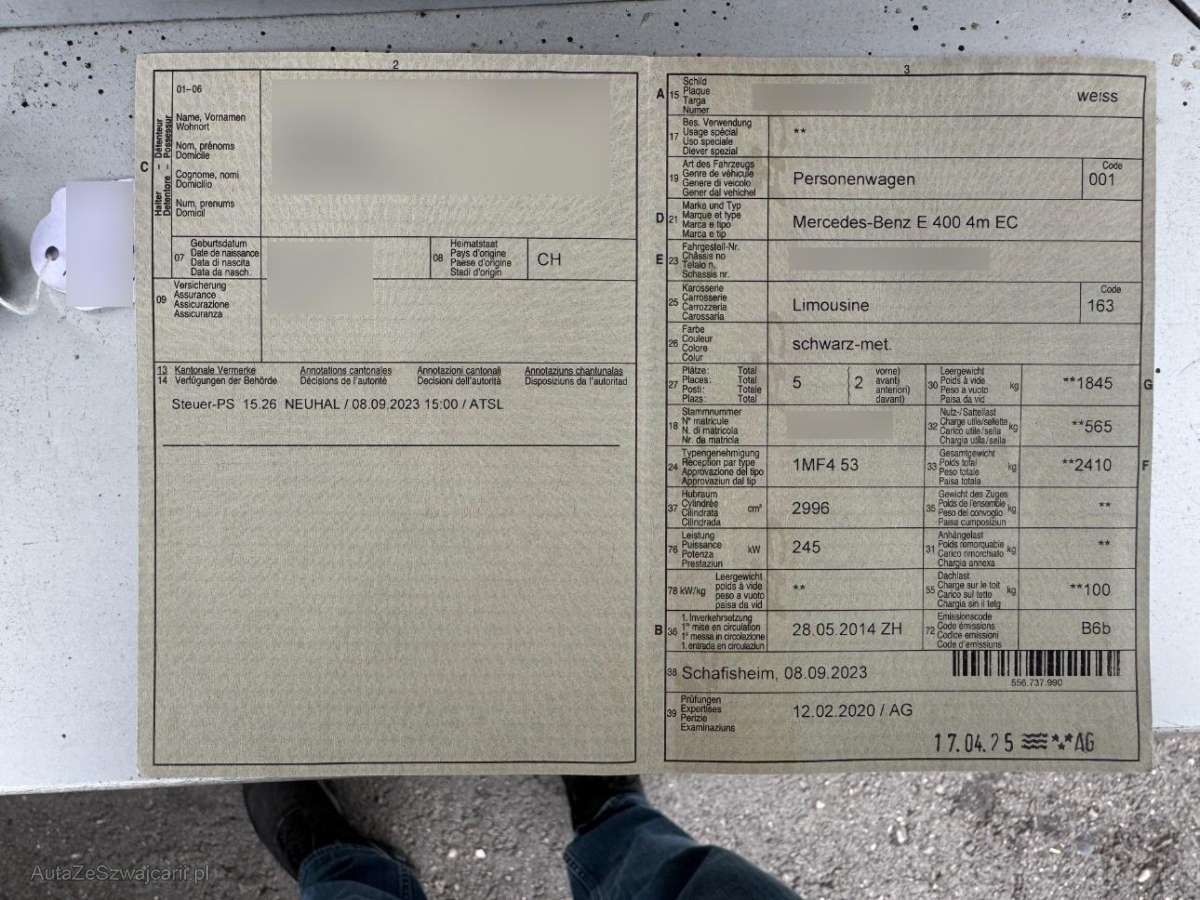 2
01–06
Name, Vornamen
Wohnort
Nom, prénoms
Domicile
Cognome, nomi
Domicilio
Num, prenums
Domicil
C
Halter – Détenteur
Detentore – Possessur
07
Geburtsdatum
Date de naissance
Data di nascita
Data da nasch.
08
Heimatstaat
Pays d'origine
Paese d'origine
Stadi d'origin
CH
09
Versicherung
Assurance
Assicurazione
Assicuranza
13 Kantonale Vermerke Annotations cantonales Annotazioni cantonali Annotaziuns chantunalas
14 Verfügungen der Behörde Décisions de l'autorité Decisioni dell'autorità Disposiziuns da l'autoritad
Steuer-PS 15.26 NEUHAL / 08.09.2023 15:00 / ATSL
3
A 15
Schild
Plaque
Targa
Numer
weiss
17
Bes. Verwendung
Usage spécial
Uso speciale
Diever spezial
**
19
Art des Fahrzeugs
Genre de véhicule
Genere di veicolo
Gener dal vehichel
Personenwagen
Code
001
D 21
Marke und Typ
Marque et type
Marca e tipo
Marca e tip
Mercedes-Benz E 400 4m EC
E 23
Fahrgestell-Nr.
Châssis no
Telaio n.
Schassis nr.
25
Karosserie
Carrosserie
Carrozzeria
Carossaria
Limousine
Code
163
26
Farbe
Couleur
Colore
Colur
schwarz-met.
27
Plätze: Total
Places: Total
Posti: Totale
Plazs: Total
5
2
vorne)
avant)
anteriori)
davant)
30
Leergewicht
Poids à vide
Peso a vuoto
Paisa da vid
kg
**1845
G
18
Stammnummer
N° matricule
N. di matricola
Nr. da matricla
32
Nutz-/Sattellast
Charge utile/sellette
Carico utile/sella
Chargia utila/sella
kg
**565
24
Typengenehmigung
Réception par type
Approvazione del tipo
Approvaziun dal tip
1MF4 53
33
Gesamtgewicht
Poids total
Peso totale
Paisa totala
kg
**2410
F
37
Hubraum
Cylindrée
Cilindrata
Cilindrada
cm³
2996
35
Gewicht des Zuges
Poids de l'ensemble
Peso del convoglio
Paisa cumposiziun
kg
**
76
Leistung
Puissance
Potenza
Prestaziun
kW
245
31
Anhängelast
Poids remorquable
Carico rimorchiato
Chargia annexa
kg
**
78 kW/kg
Leergewicht
poids à vide
peso a vuoto
paisa da vid
**
55
Dachlast
Charge sur le toit
Carico sul tetto
Chargia sin il tetg
kg
**100
B 36
1. Inverkehrsetzung
1re mise en circulation
1a messa in circolazione
1. entrada en circulaziun
28.05.2014 ZH
72
Emissionscode
Code émissions
Codice emissioni
Code d'emissiuns
B6b
38 Schafisheim, 08.09.2023
556.737.990
39
Prüfungen
Expertises
Perizie
Examinaziuns
12.02.2020 / AG
17.04.25 AG
AutaZeSzwajcarii.pl